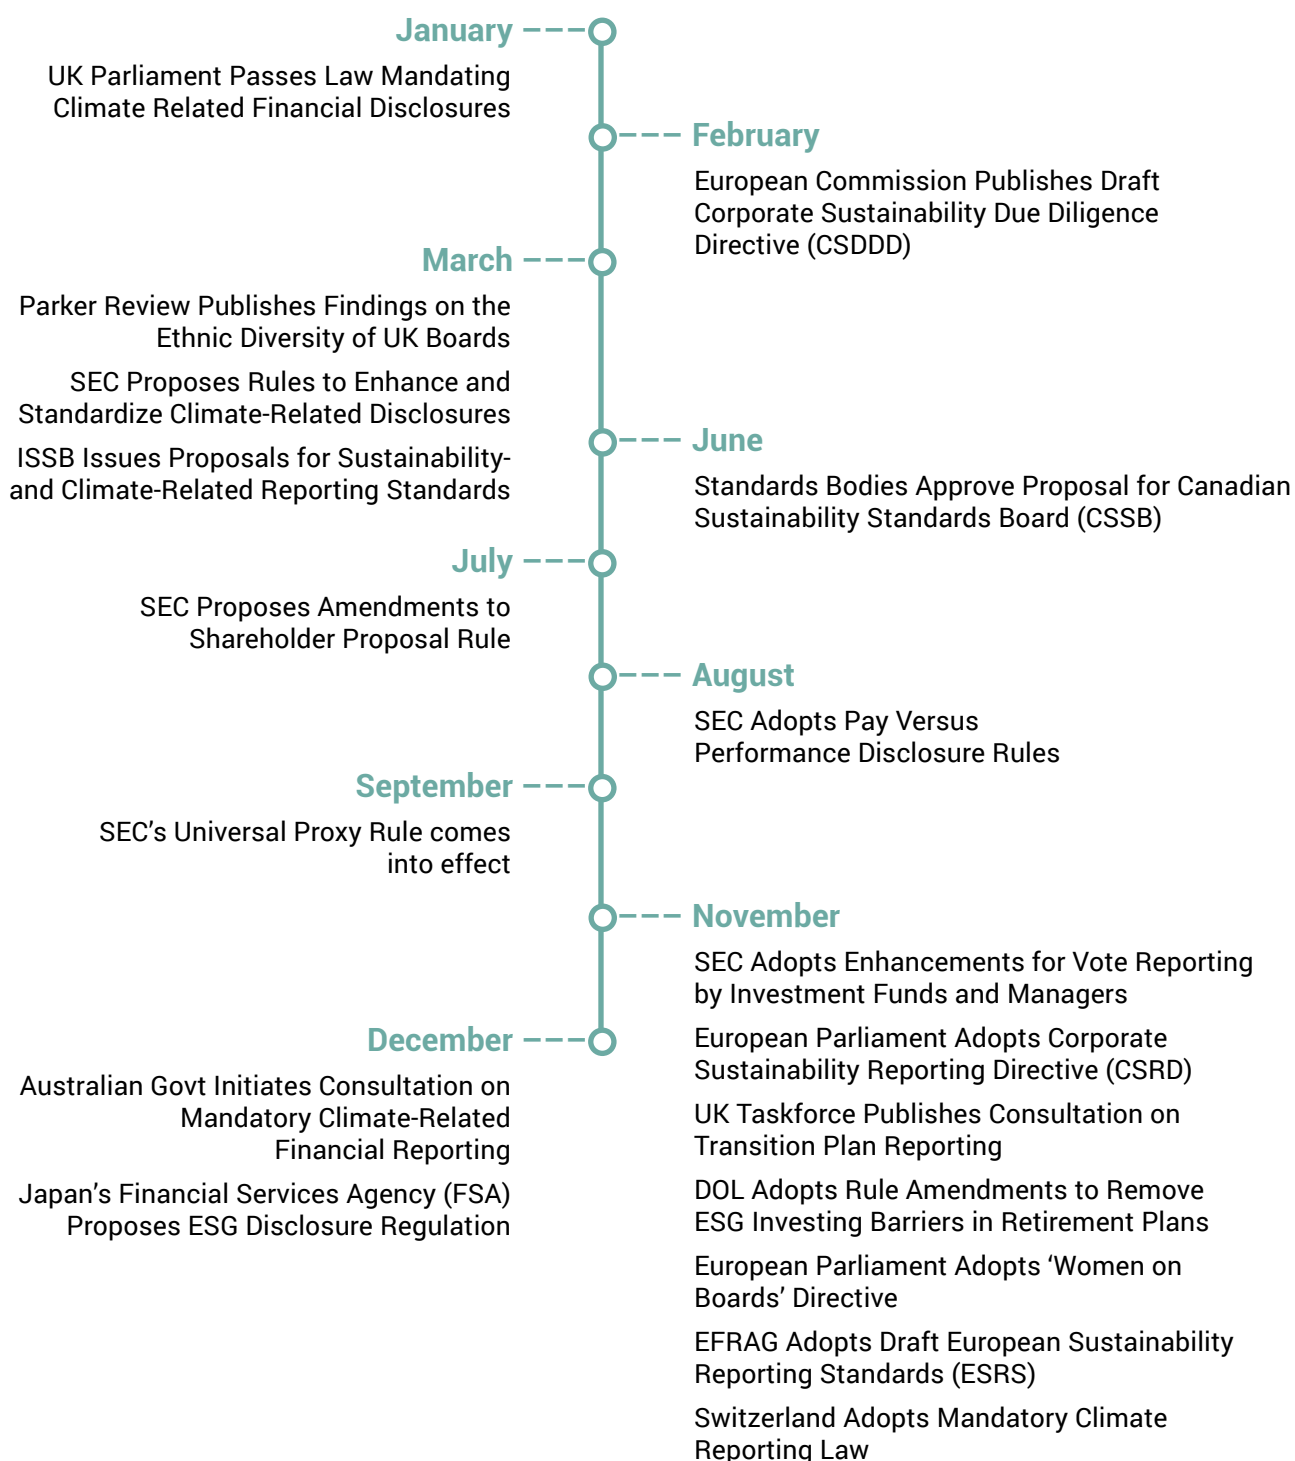 January
UK Parliament Passes Law Mandating
Climate Related Financial Disclosures
February
European Commission Publishes Draft
Corporate Sustainability Due Diligence
Directive (CSDDD)
March
Parker Review Publishes Findings on the
Ethnic Diversity of UK Boards
SEC Proposes Rules to Enhance and
Standardize Climate-Related Disclosures
ISSB Issues Proposals for Sustainability-
and Climate-Related Reporting Standards
June
Standards Bodies Approve Proposal for Canadian
Sustainability Standards Board (CSSB)
July
SEC Proposes Amendments to
Shareholder Proposal Rule
August
SEC Adopts Pay Versus
Performance Disclosure Rules
September
SEC’s Universal Proxy Rule comes
into effect
November
SEC Adopts Enhancements for Vote Reporting
by Investment Funds and Managers
European Parliament Adopts Corporate
Sustainability Reporting Directive (CSRD)
UK Taskforce Publishes Consultation on
Transition Plan Reporting
DOL Adopts Rule Amendments to Remove
ESG Investing Barriers in Retirement Plans
European Parliament Adopts ‘Women on
Boards’ Directive
EFRAG Adopts Draft European Sustainability
Reporting Standards (ESRS)
Switzerland Adopts Mandatory Climate
Reporting Law
December
Australian Govt Initiates Consultation on
Mandatory Climate-Related
Financial Reporting
Japan’s Financial Services Agency (FSA)
Proposes ESG Disclosure Regulation